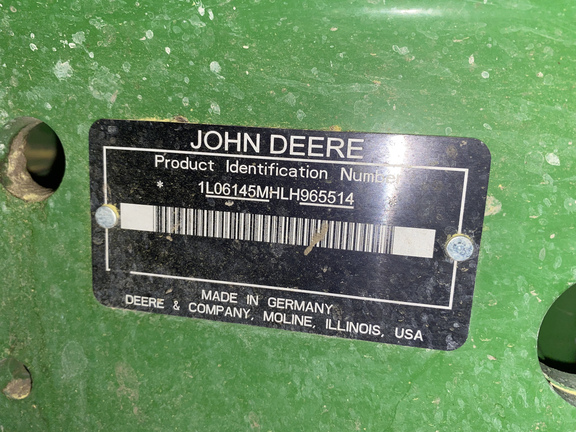 JOHN DEERE
Product Identification Number
* 1L06145MHLH965514
MADE IN GERMANY
DEERE & COMPANY, MOLINE, ILLINOIS, USA